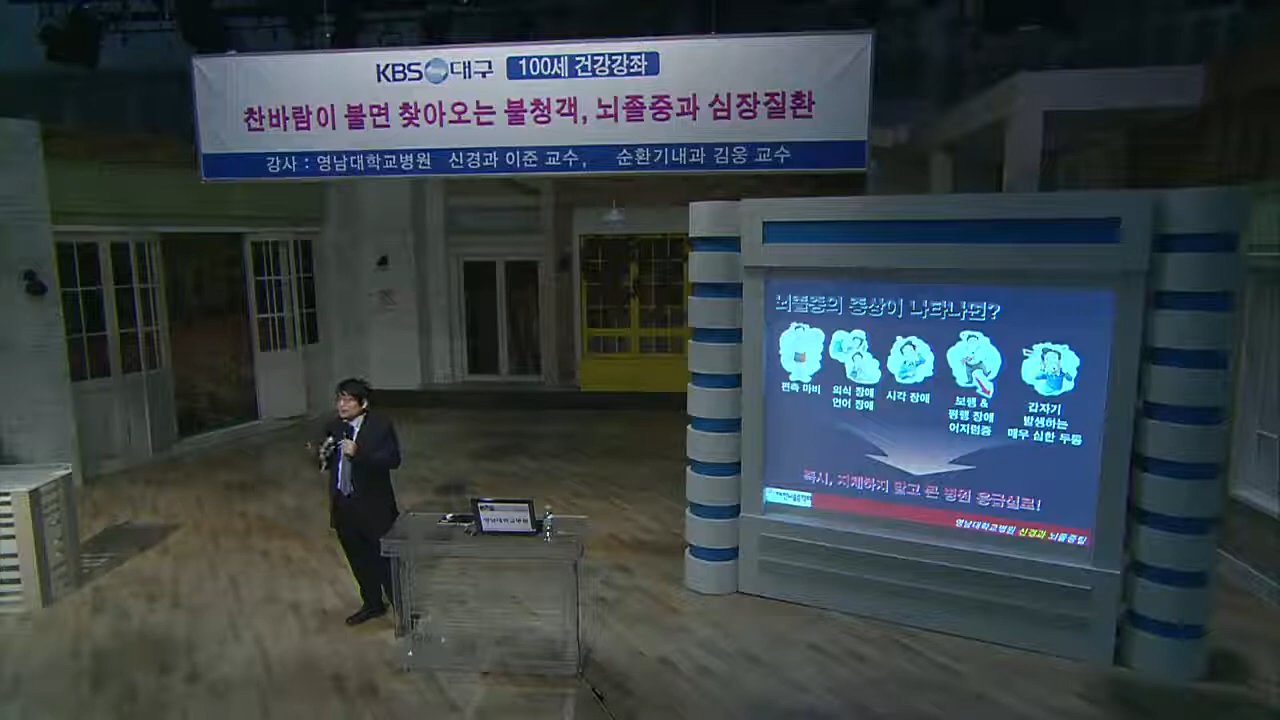 KBS 대구 100세 건강강좌
찬바람이 불면 찾아오는 불청객, 뇌졸중과 심장질환
강사 : 영남대학교병원 신경과 이준 교수, 순환기내과 김웅 교수
뇌졸중의 증상이 나타나면?
편측 마비
의식 장애
언어 장애
시각 장애
보행 &
평행 장애
어지럼증
갑자기
발생하는
매우 심한 두통
즉시, 지체하지 말고 큰 병원 응급실로!
영남대학교병원 신경과 뇌졸중팀
영남대학교병원